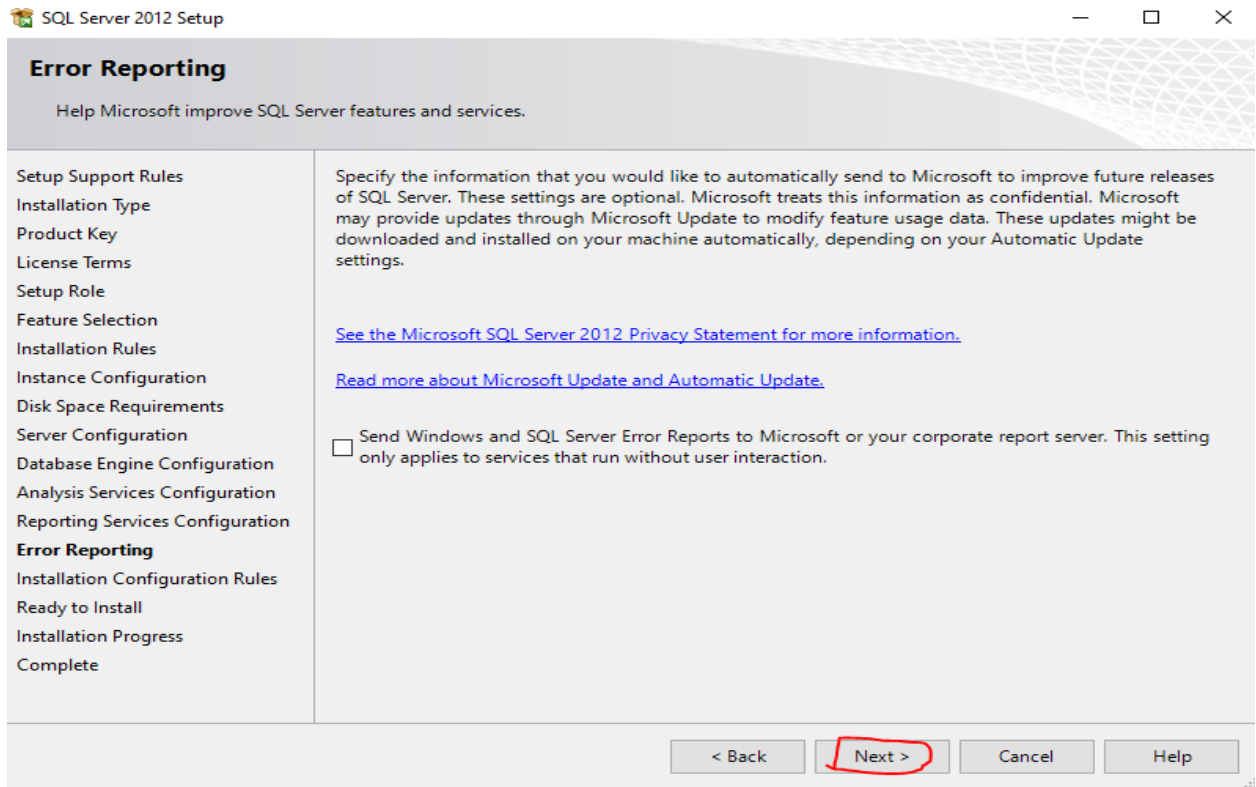 SQL Server 2012 Setup
Error Reporting
Help Microsoft improve SQL Server features and services.
Setup Support Rules
Installation Type
Product Key
License Terms
Setup Role
Feature Selection
Installation Rules
Instance Configuration
Disk Space Requirements
Server Configuration
Database Engine Configuration
Analysis Services Configuration
Reporting Services Configuration
Error Reporting
Installation Configuration Rules
Ready to Install
Installation Progress
Complete
Specify the information that you would like to automatically send to Microsoft to improve future releases
of SQL Server. These settings are optional. Microsoft treats this information as confidential. Microsoft
may provide updates through Microsoft Update to modify feature usage data. These updates might be
downloaded and installed on your machine automatically, depending on your Automatic Update
settings.
See the Microsoft SQL Server 2012 Privacy Statement for more information.
Read more about Microsoft Update and Automatic Update.
Send Windows and SQL Server Error Reports to Microsoft or your corporate report server. This setting
only applies to services that run without user interaction.
< Back
Next >
Cancel
Help